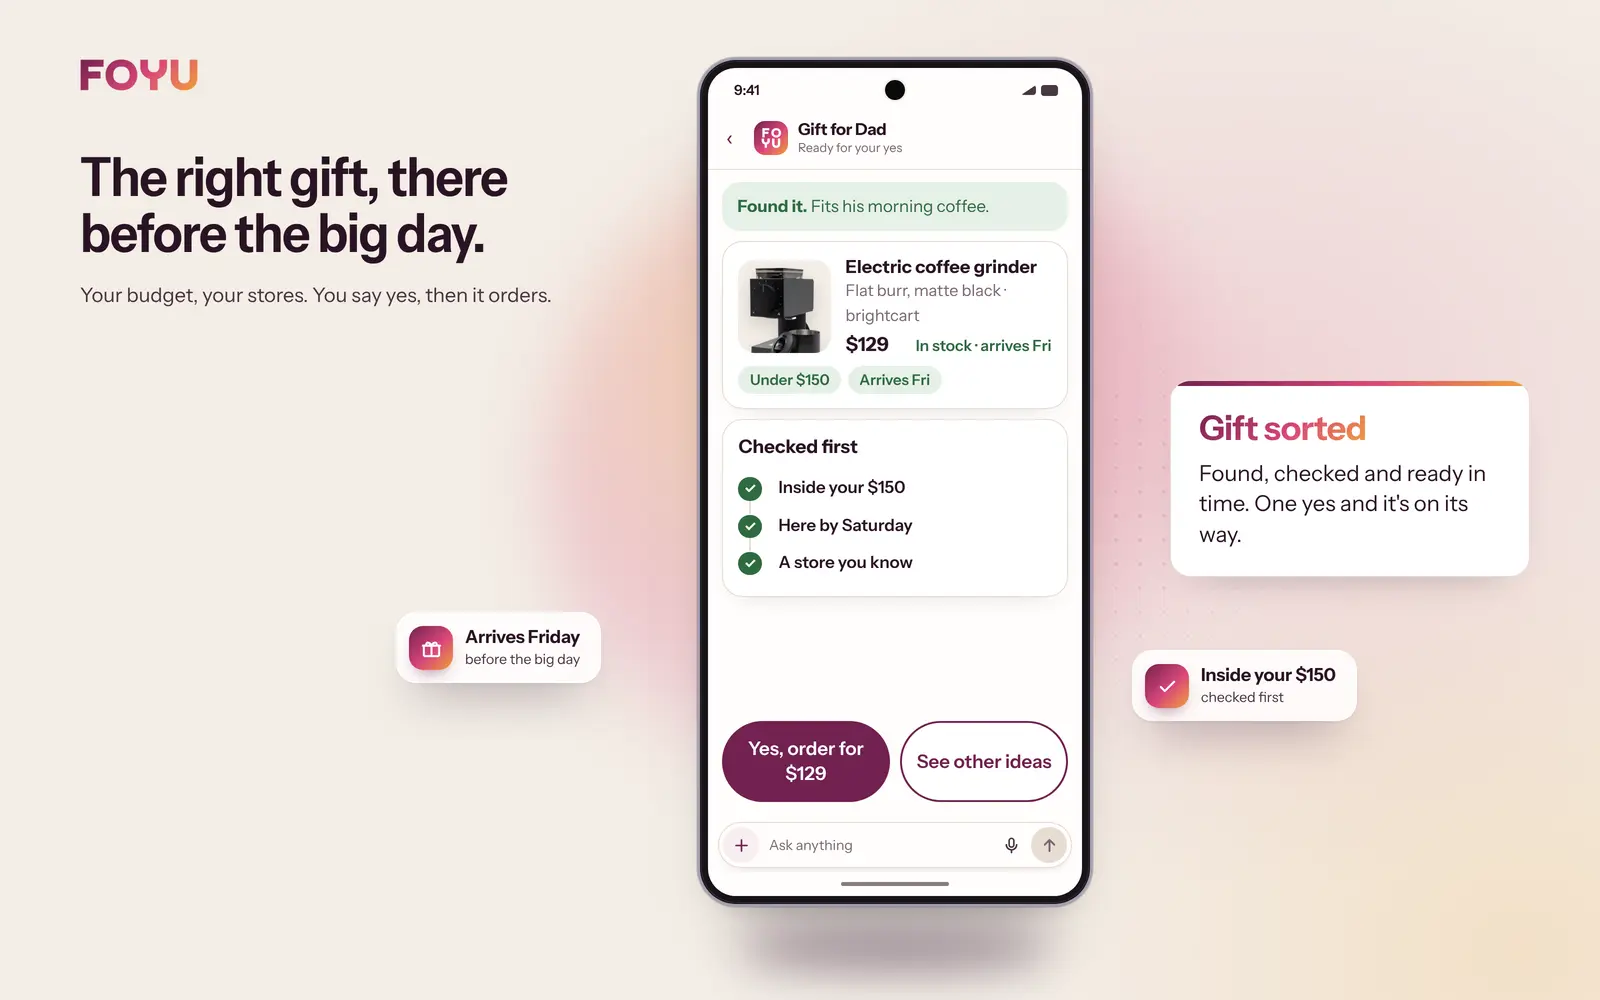 FOYU
The right gift, there
before the big day.
Your budget, your stores. You say yes, then it orders.
9:41
‹
FO
YU
Gift for Dad
Ready for your yes
Found it. Fits his morning coffee.
Electric coffee grinder
Flat burr, matte black ·
brightcart
$129
In stock · arrives Fri
Under $150
Arrives Fri
Checked first
Inside your $150
Here by Saturday
A store you know
Yes, order for
$129
See other ideas
Ask anything
Arrives Friday
before the big day
Gift sorted
Found, checked and ready in
time. One yes and it's on its
way.
Inside your $150
checked first